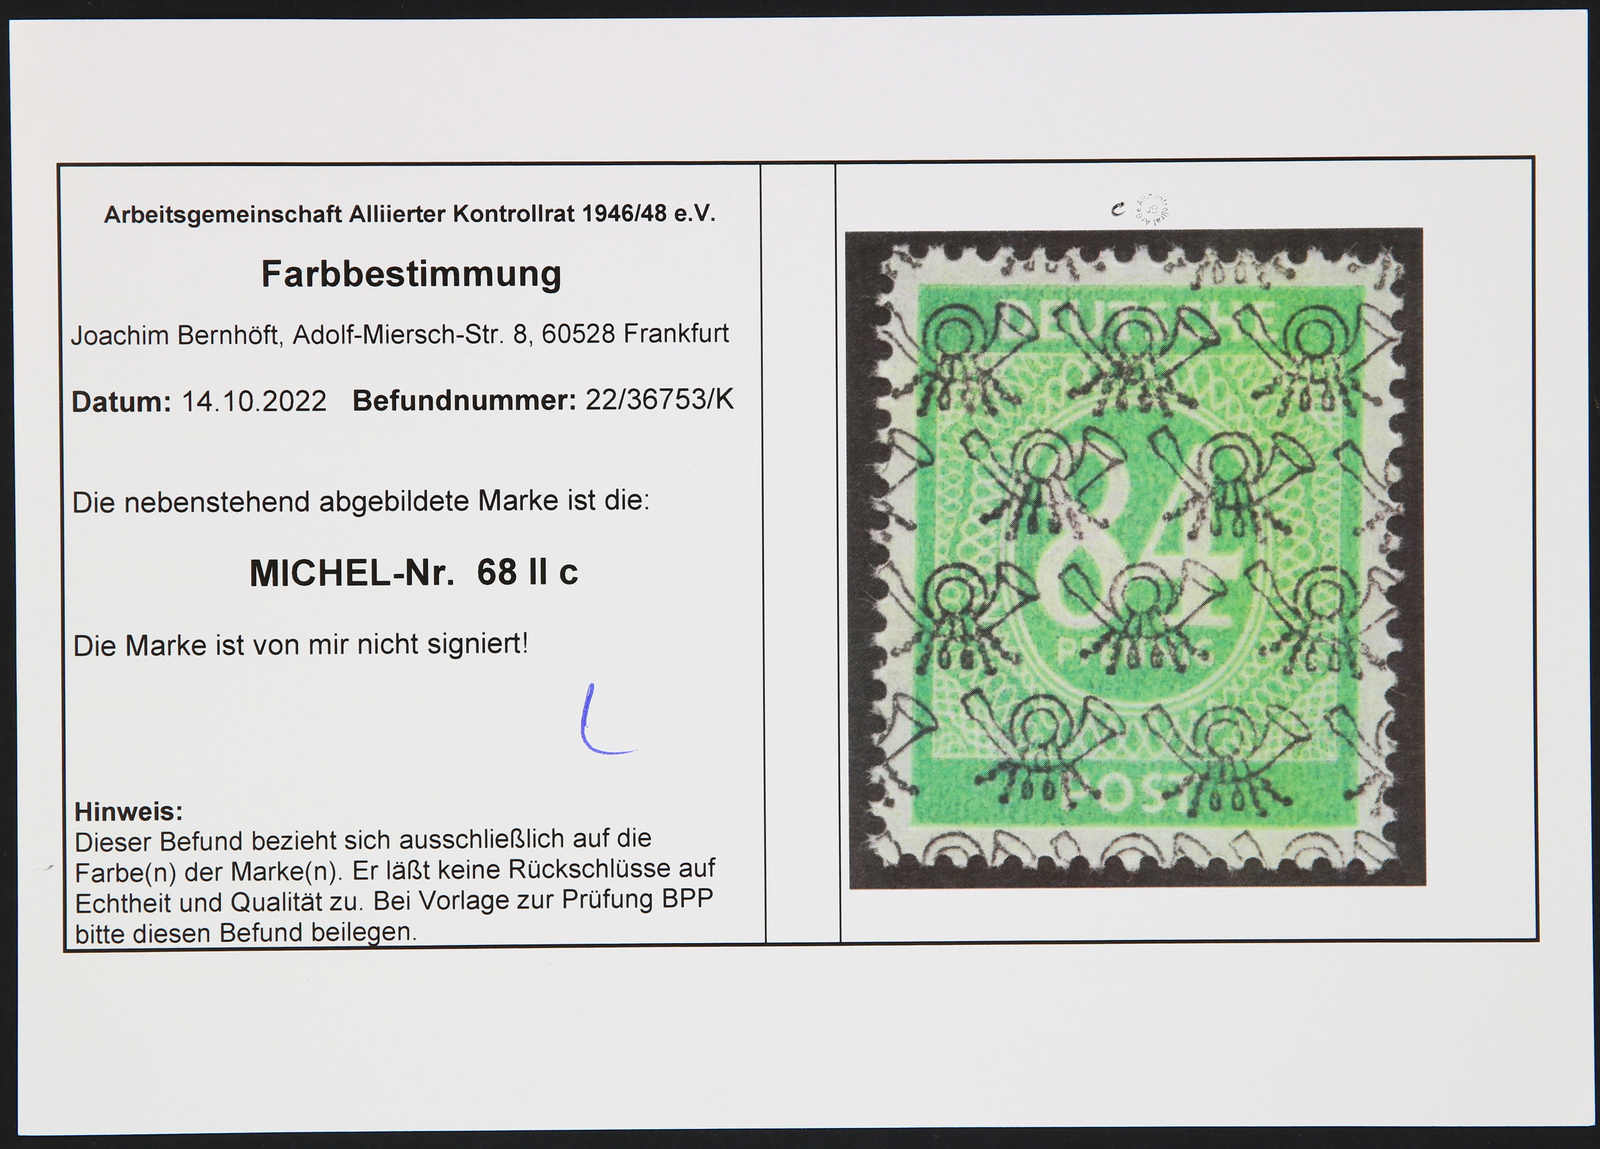 Arbeitsgemeinschaft Alliierter Kontrollrat 1946/48 e.V.
Farbbestimmung
Joachim Bernhöft, Adolf-Miersch-Str. 8, 60528 Frankfurt
Datum: 14.10.2022 Befundnummer: 22/36753/K
Die nebenstehend abgebildete Marke ist die:
MICHEL-Nr. 68 II c
Die Marke ist von mir nicht signiert!
Hinweis:
Dieser Befund bezieht sich ausschließlich auf die
Farbe(n) der Marke(n). Er läßt keine Rückschlüsse auf
Echtheit und Qualität zu. Bei Vorlage zur Prüfung BPP
bitte diesen Befund beilegen.
c
DEUTSCHE
84
PFENNIG
POST